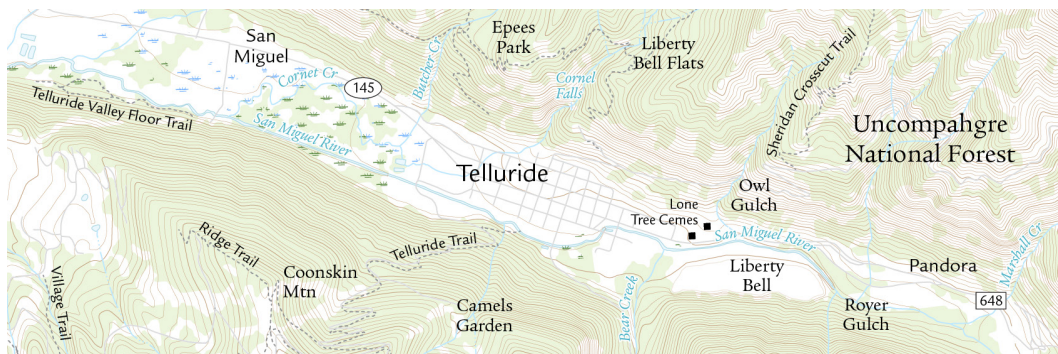 San
Miguel
Epees
Park
Liberty
Bell Flats
Butcher Cr
Cornet Cr
145
Cornel
Falls
Sheridan Crosscut Trail
Telluride Valley Floor Trail
San Miguel River
Uncompahgre
National Forest
Telluride
Owl
Gulch
Lone
Tree Cemes
San Miguel River
Ridge Trail
Telluride Trail
Marshall Cr
Village Trail
Coonskin
Mtn
Camels
Garden
Bear Creek
Liberty
Bell
Pandora
648
Royer
Gulch